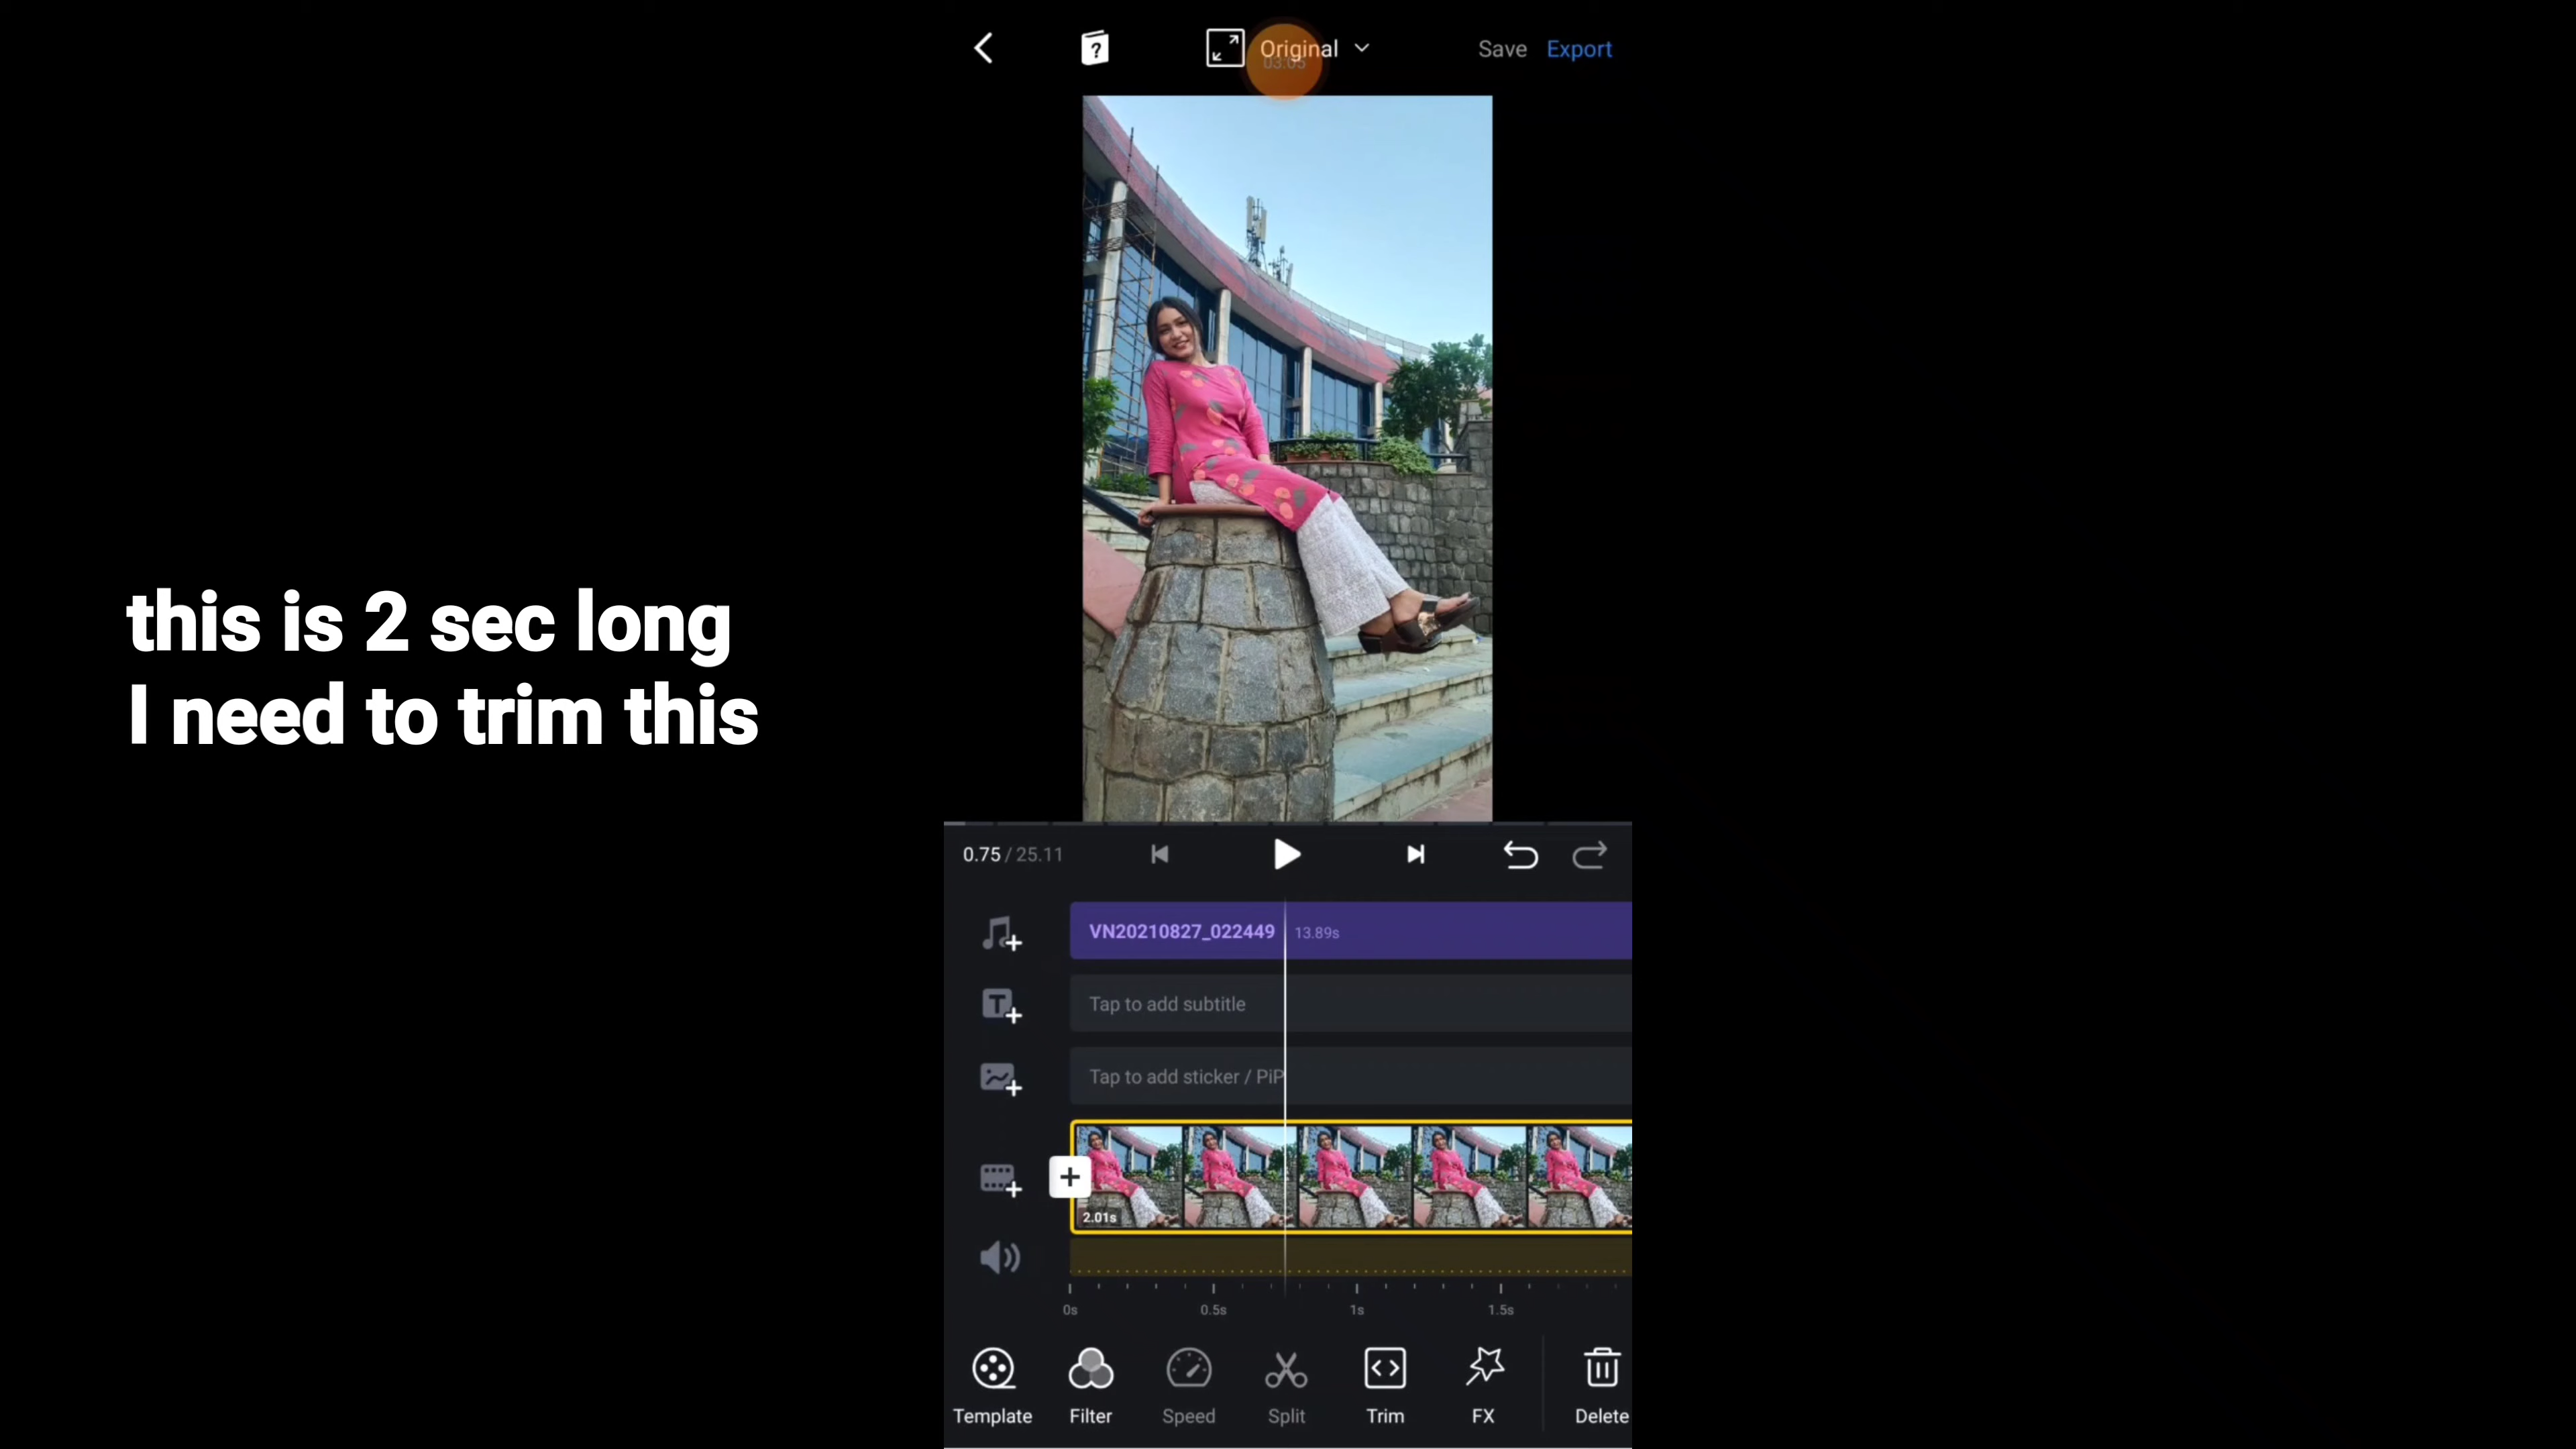 Original
Save Export
03:05
this is 2 sec long
I need to trim this
0.75 / 25.11
VN20210827_022449 13.89s
Tap to add subtitle
Tap to add sticker / PiP
2.01s
0s 0.5s 1s 1.5s
Template Filter Speed Split Trim FX Delete